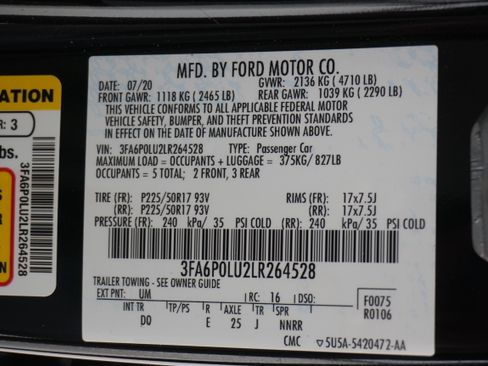 MFD. BY FORD MOTOR CO.
DATE: 07/20 GVWR: 2136 KG ( 4710 LB)
FRONT GAWR: 1118 KG ( 2465 LB) REAR GAWR: 1039 KG ( 2290 LB)
THIS VEHICLE CONFORMS TO ALL APPLICABLE FEDERAL MOTOR
VEHICLE SAFETY, BUMPER, AND THEFT PREVENTION STANDARDS
IN EFFECT ON THE DATE OF MANUFACTURE SHOWN ABOVE.
VIN: 3FA6P0LU2LR264528 TYPE: Passenger Car
MAXIMUM LOAD = OCCUPANTS + LUGGAGE = 375KG/827LB
OCCUPANTS = 5 TOTAL; 2 FRONT, 3 REAR
TIRE (FR): P225/50R17 93V RIMS (FR): 17x7.5J
(RR): P225/50R17 93V (RR): 17x7.5J
PRESSURE (FR): 240 kPa/ 35 PSI COLD (RR): 240 kPa/ 35 PSI COLD
3FA6P0LU2LR264528
TRAILER TOWING - SEE OWNER GUIDE
EXT PNT: UM RC: 16 F0075
INT TR TP/PS R AXLE TR SPR R0106
DO E 25 J NNRR
CMC ▽5U5A-5420472-AA
ATION
R: 3
bs.
3FA6P0LU2LR264528